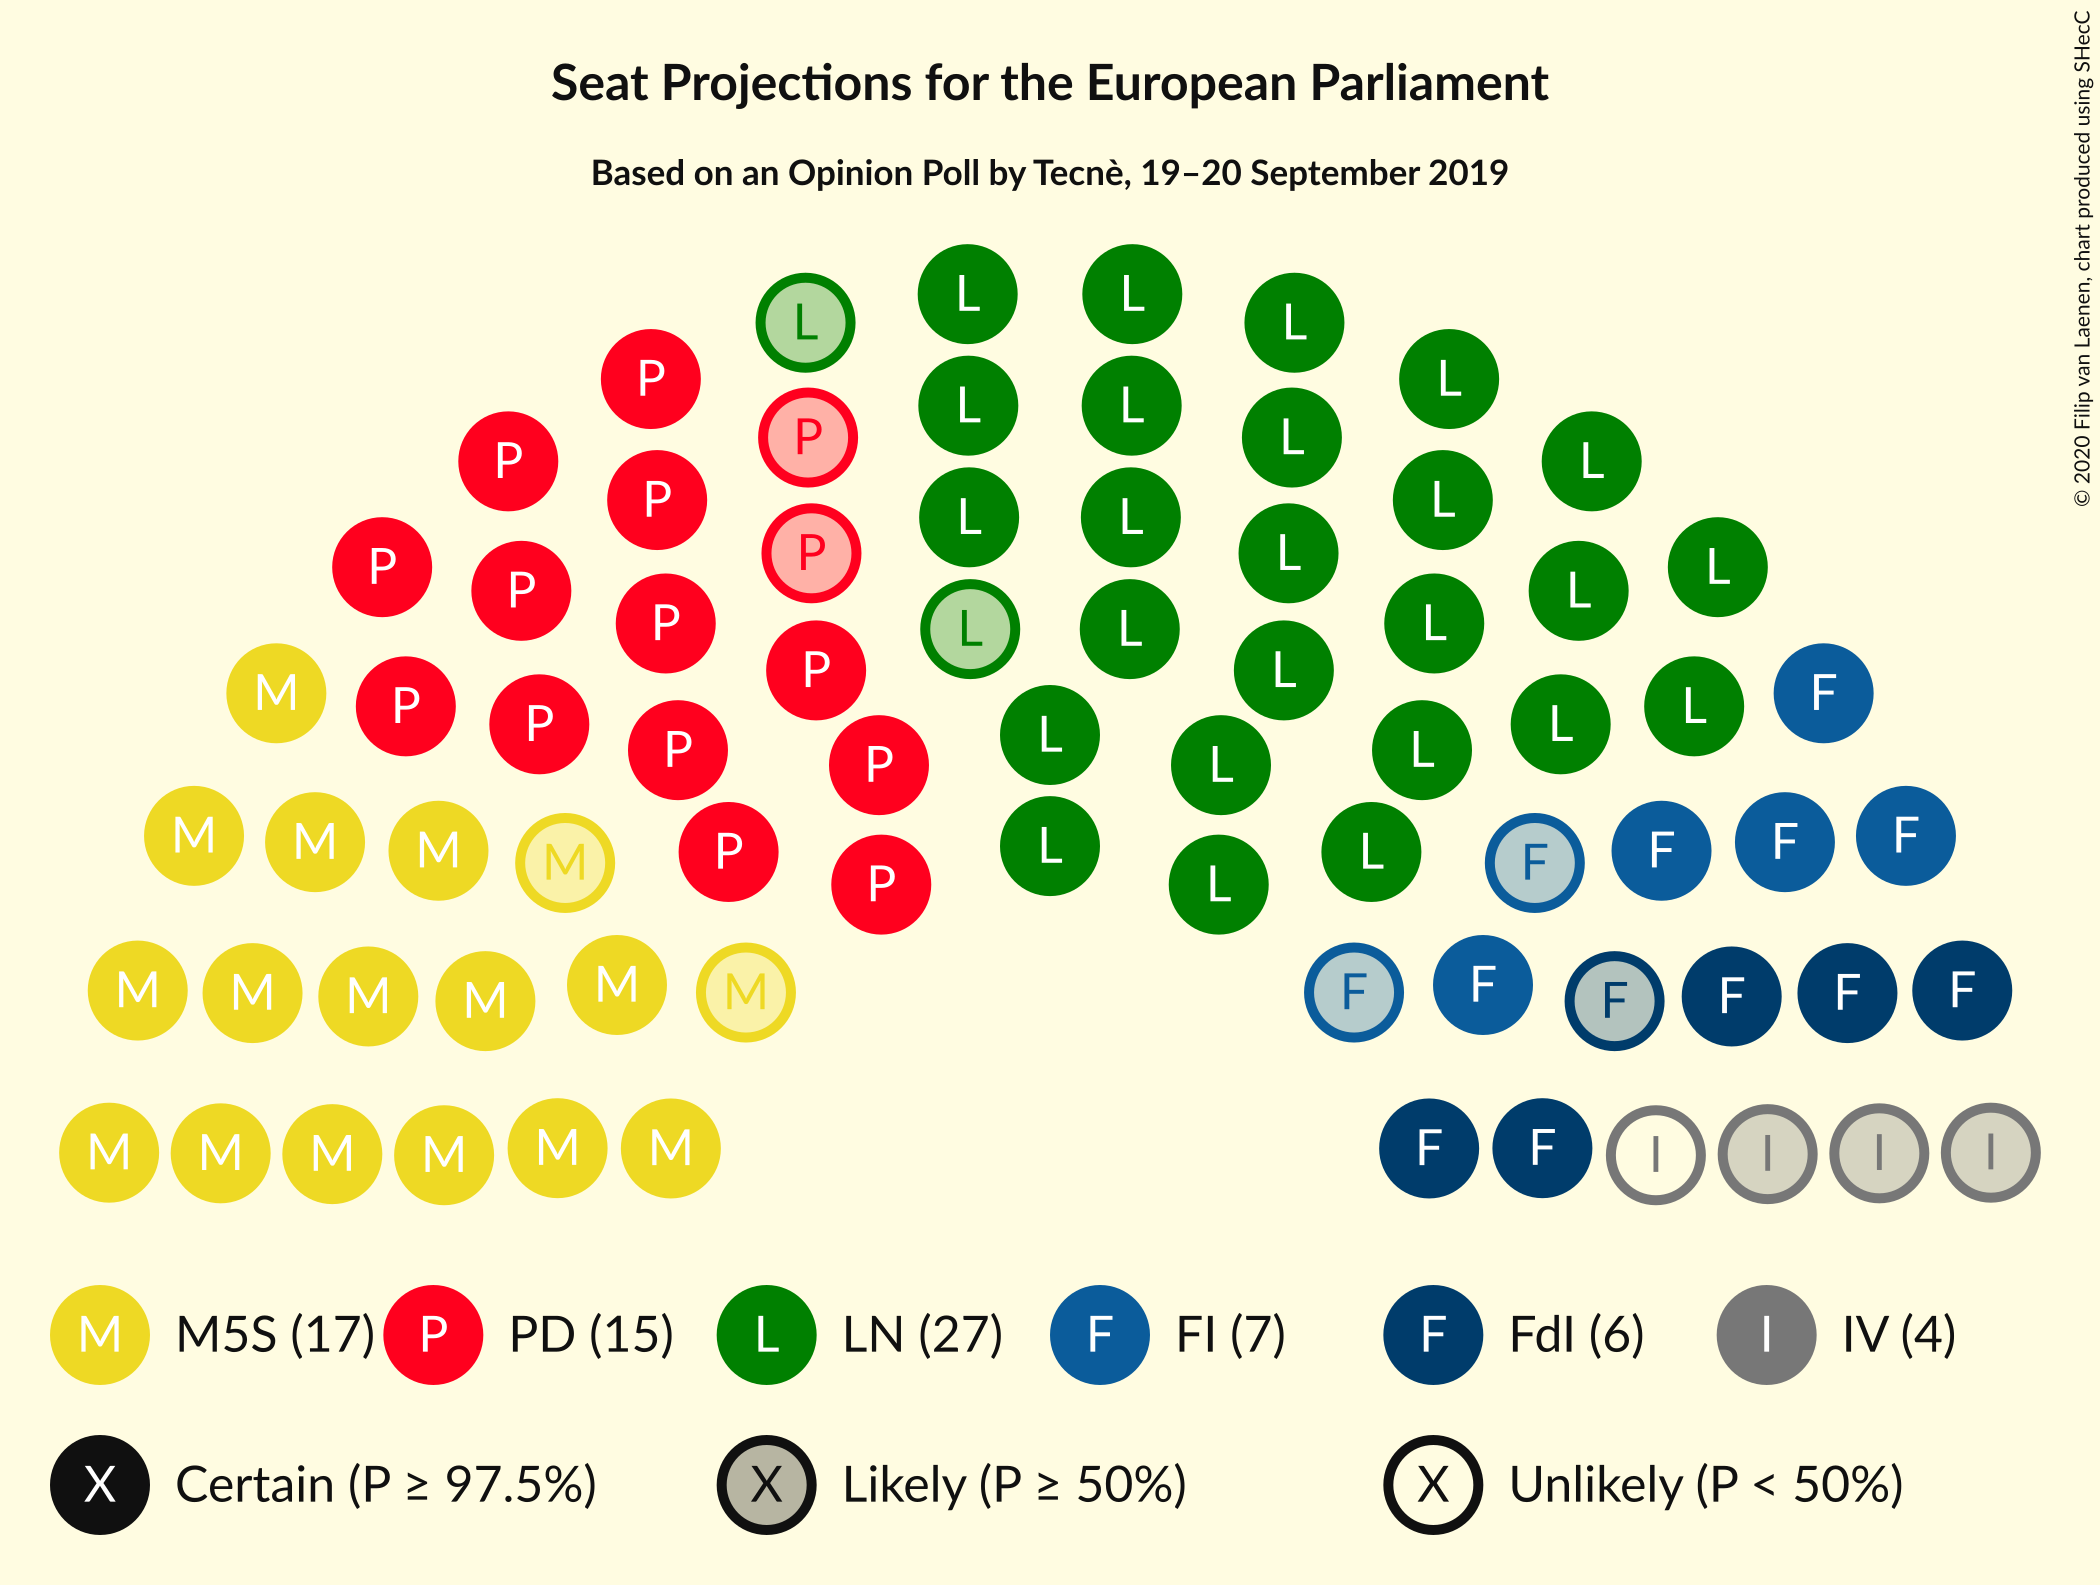 Seat Projections for the European Parliament
Based on an Opinion Poll by Tecnè, 19–20 September 2019
© 2020 Filip van Laenen, chart produced using SHecC
L L
L L
P L
L L
P L
P L
P L
P L
L L
P L
P L
P L
P L
L L
M P P P P L L L L F
M M M M P P L L L F F F F
M M M M M M F F F F F F
M M M M M M F F I I I I
M M5S (17) P PD (15) L LN (27) F FI (7) F FdI (6) I IV (4)
X Certain (P ≥ 97.5%) X Likely (P ≥ 50%) X Unlikely (P < 50%)